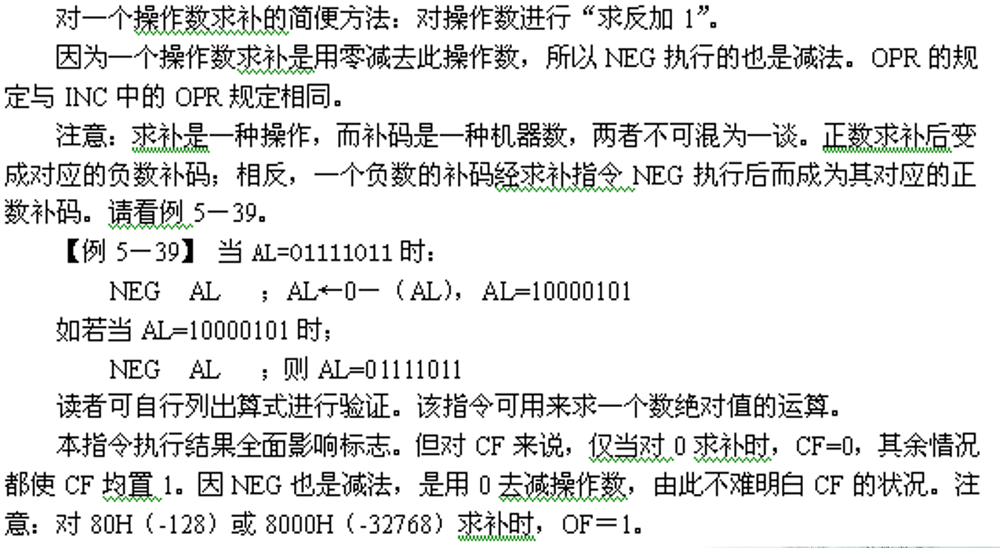 对一个操作数求补的简便方法：对操作数进行“求反加 1”。
因为一个操作数求补是用零减去此操作数，所以 NEG 执行的也是减法。OPR 的规
定与 INC 中的 OPR 规定相同。
注意：求补是一种操作，而补码是一种机器数，两者不可混为一谈。正数求补后变
成对应的负数补码；相反，一个负数的补码经求补指令 NEG 执行后而成为其对应的正
数补码。请看例 5－39。
【例 5－39】 当 AL=01111011 时：
NEG AL ；AL←0－（AL），AL=10000101
如若当 AL=10000101 时；
NEG AL ；则 AL=01111011
读者可自行列出算式进行验证。该指令可用来求一个数绝对值的运算。
本指令执行结果全面影响标志。但对 CF 来说，仅当对 0 求补时，CF=0，其余情况
都使 CF 均置 1。因 NEG 也是减法，是用 0 去减操作数，由此不难明白 CF 的状况。注
意：对 80H（-128）或 8000H（-32768）求补时，OF＝1。